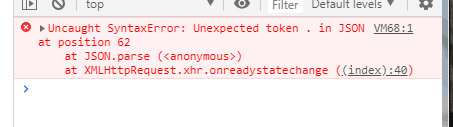 top Filter Default levels ▼
▶Uncaught SyntaxError: Unexpected token . in JSON VM68:1
at position 62
at JSON.parse (<anonymous>)
at XMLHttpRequest.xhr.onreadystatechange ((index):40)
>